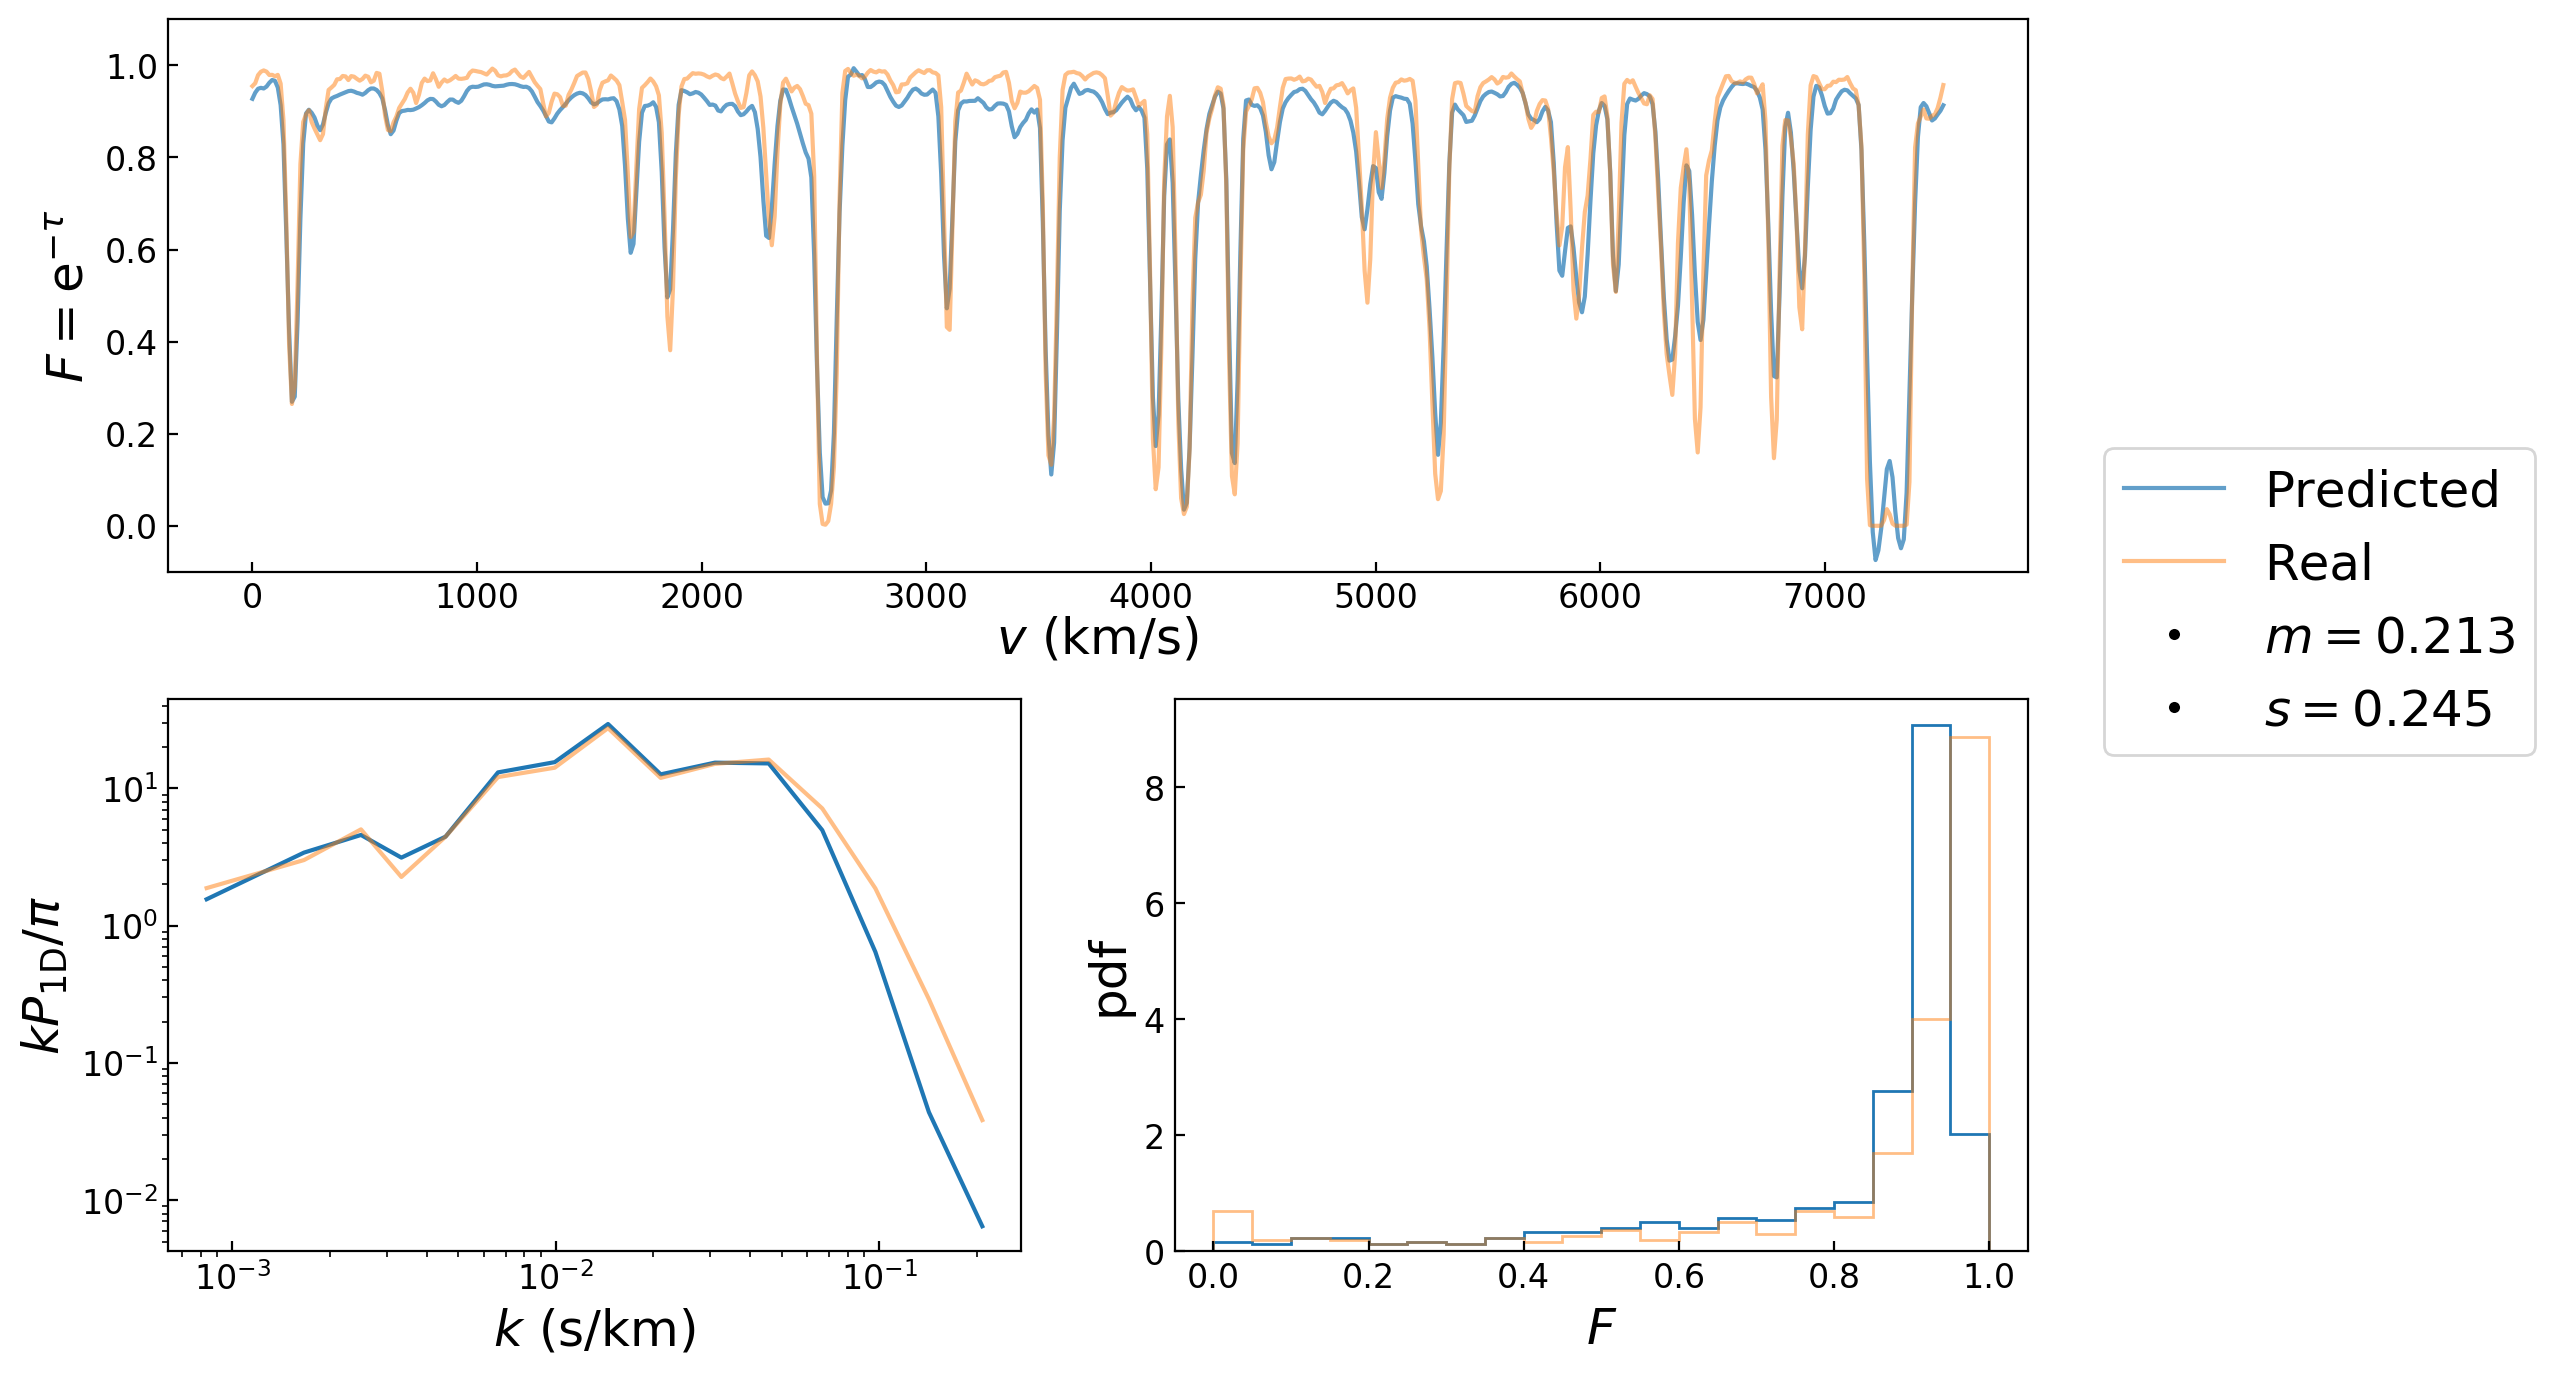 1.0
0.8
0.6
0.4
0.2
0.0
F = e^{−τ}
0 1000 2000 3000 4000 5000 6000 7000
v (km/s)
Predicted
Real
m = 0.213
s = 0.245
10^1
10^0
10^{−1}
10^{−2}
kP_{1D}/π
10^{−3} 10^{−2} 10^{−1}
k (s/km)
8
6
4
2
0
pdf
0.0 0.2 0.4 0.6 0.8 1.0
F